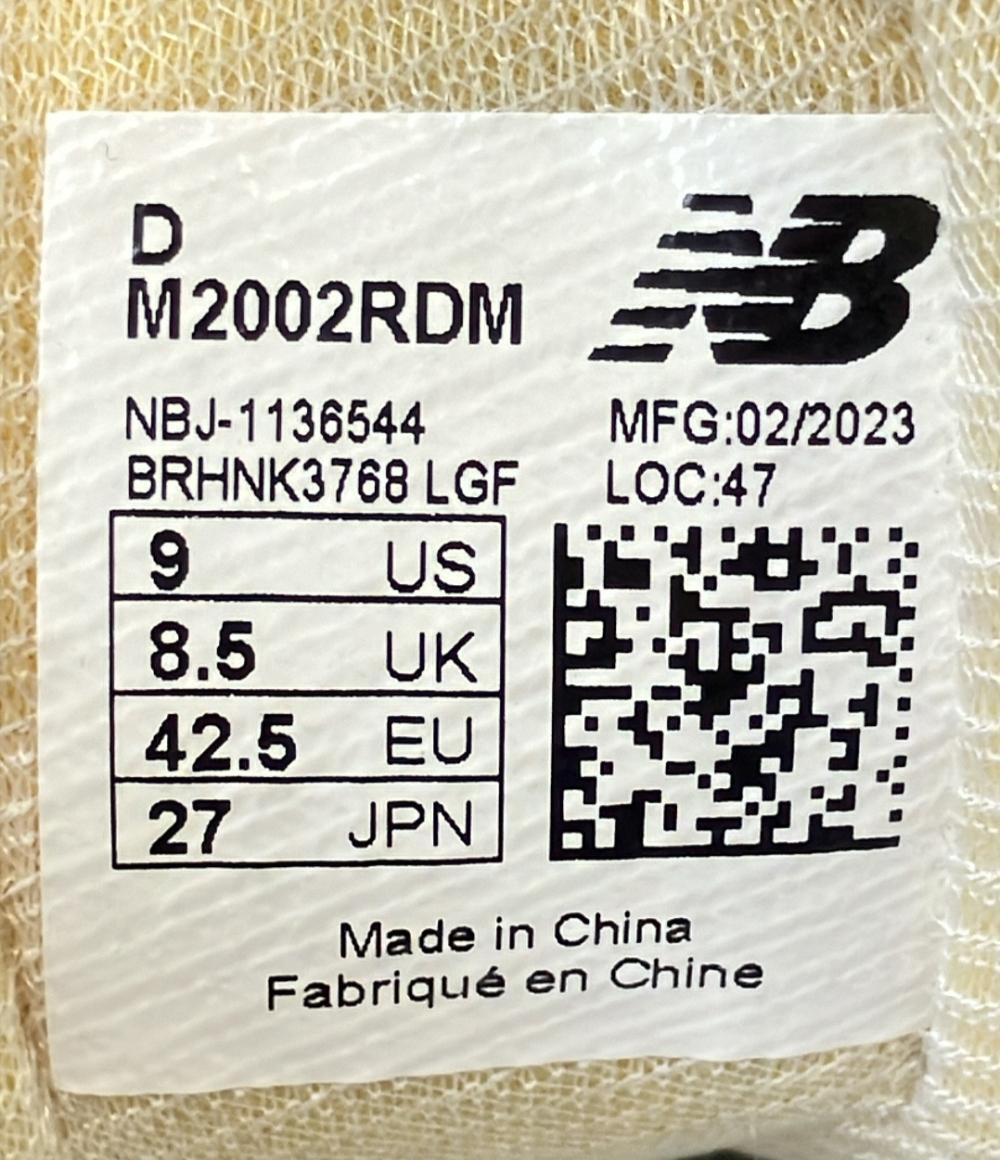 D
M2002RDM
NB
NBJ-1136544
MFG:02/2023
BRHNK3768 LGF
LOC:47
9 US
8.5 UK
42.5 EU
27 JPN
Made in China
Fabriqué en Chine